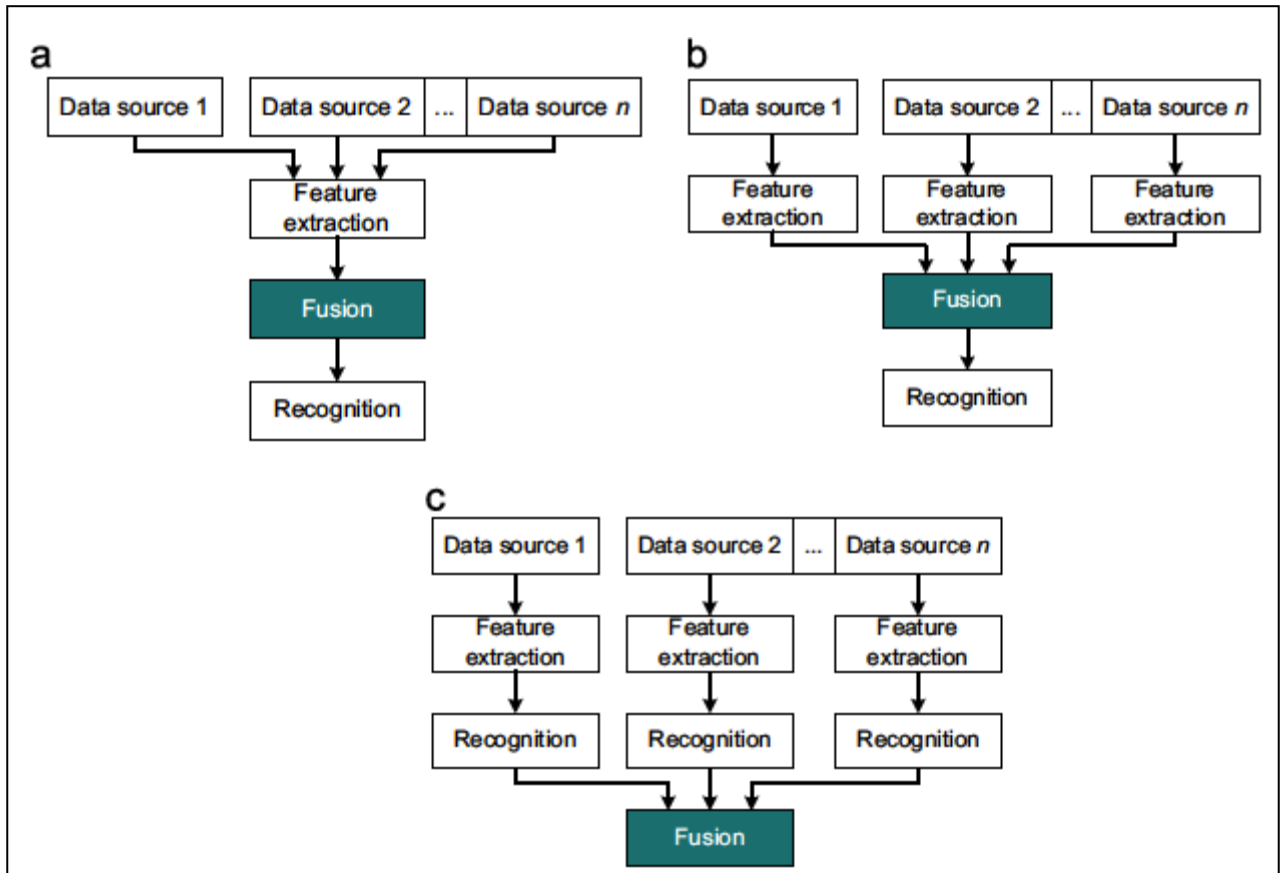 a
Data source 1 Data source 2 ... Data source n
Feature
extraction
Fusion
Recognition
b
Data source 1 Data source 2 ... Data source n
Feature
extraction
Feature
extraction
Feature
extraction
Fusion
Recognition
c
Data source 1 Data source 2 ... Data source n
Feature
extraction
Feature
extraction
Feature
extraction
Recognition Recognition Recognition
Fusion